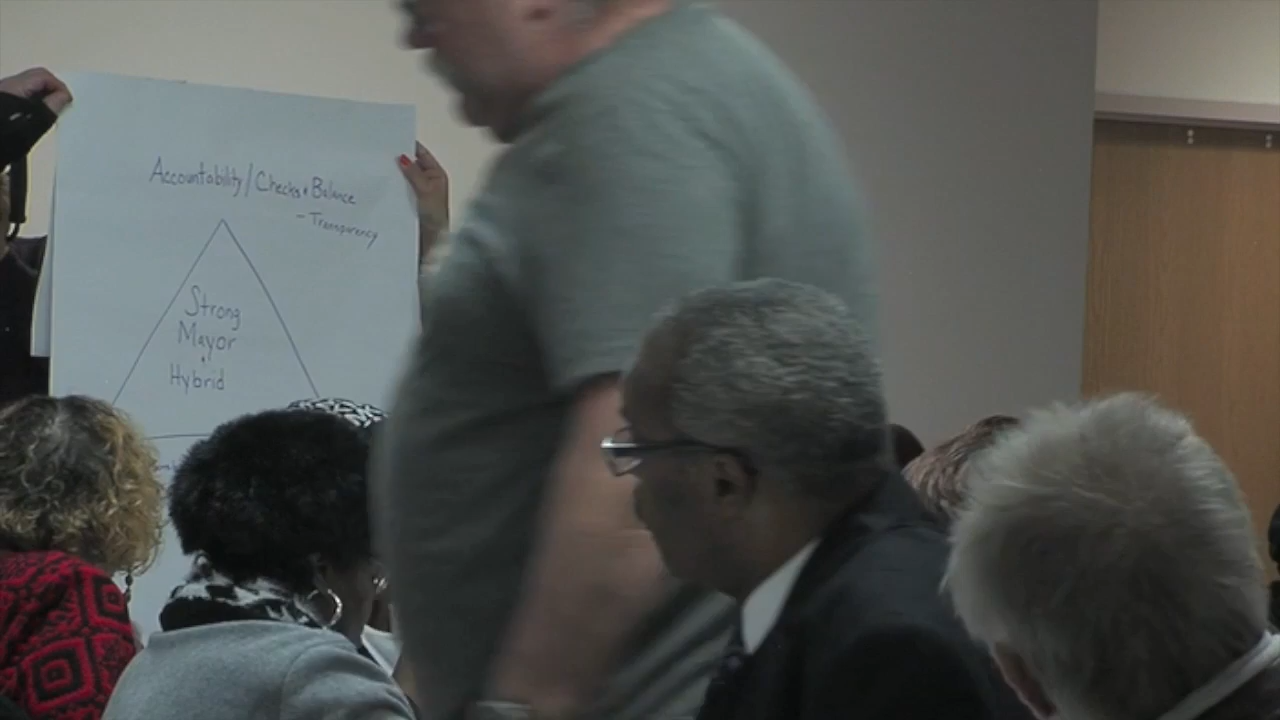 Accountability/Checks & Balance
- Transparency
Strong
Mayor
Hybrid